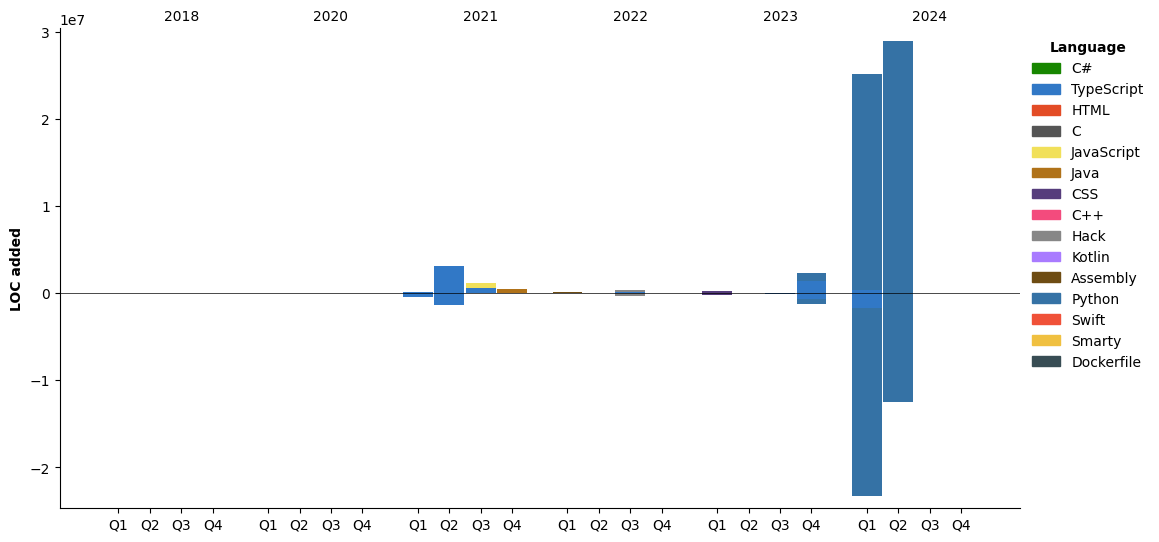 2018 2020 2021 2022 2023 2024
1e7
3
2
1
0
−1
−2
LOC added
Q1 Q2 Q3 Q4 Q1 Q2 Q3 Q4 Q1 Q2 Q3 Q4 Q1 Q2 Q3 Q4 Q1 Q2 Q3 Q4 Q1 Q2 Q3 Q4
Language
C#
TypeScript
HTML
C
JavaScript
Java
CSS
C++
Hack
Kotlin
Assembly
Python
Swift
Smarty
Dockerfile